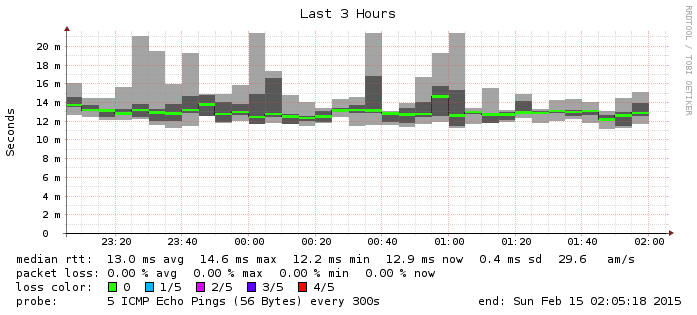 Last 3 Hours
RRDTOOL / TOBI OETIKER
Seconds
20 m
18 m
16 m
14 m
12 m
10 m
8 m
6 m
4 m
2 m
0
23:20 23:40 00:00 00:20 00:40 01:00 01:20 01:40 02:00
median rtt: 13.0 ms avg 14.6 ms max 12.2 ms min 12.9 ms now 0.4 ms sd 29.6 am/s
packet loss: 0.00 % avg 0.00 % max 0.00 % min 0.00 % now
loss color: 0 1/5 2/5 3/5 4/5
probe: 5 ICMP Echo Pings (56 Bytes) every 300s end: Sun Feb 15 02:05:18 2015